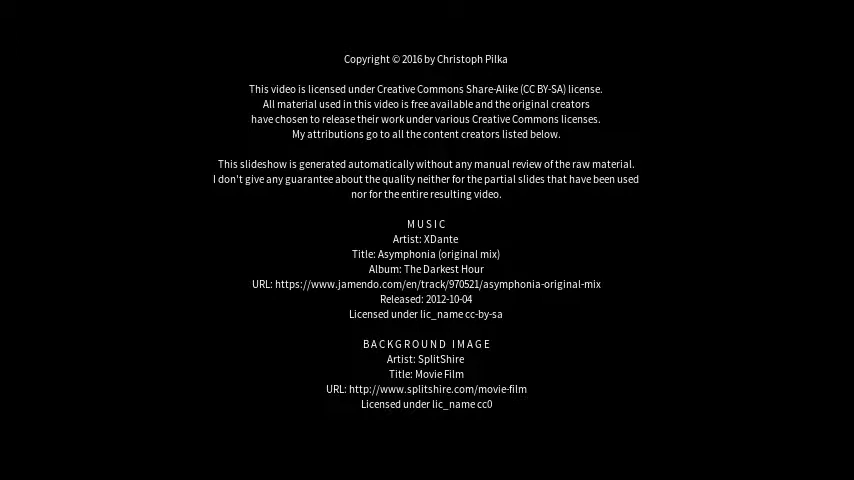 Copyright © 2016 by Christoph Pilka
This video is licensed under Creative Commons Share-Alike (CC BY-SA) license.
All material used in this video is free available and the original creators
have chosen to release their work under various Creative Commons licenses.
My attributions go to all the content creators listed below.
This slideshow is generated automatically without any manual review of the raw material.
I don't give any guarantee about the quality neither for the partial slides that have been used
nor for the entire resulting video.
MUSIC
Artist: XDante
Title: Asymphonia (original mix)
Album: The Darkest Hour
URL: https://www.jamendo.com/en/track/970521/asymphonia-original-mix
Released: 2012-10-04
Licensed under lic_name cc-by-sa
BACKGROUND IMAGE
Artist: SplitShire
Title: Movie Film
URL: http://www.splitshire.com/movie-film
Licensed under lic_name cc0